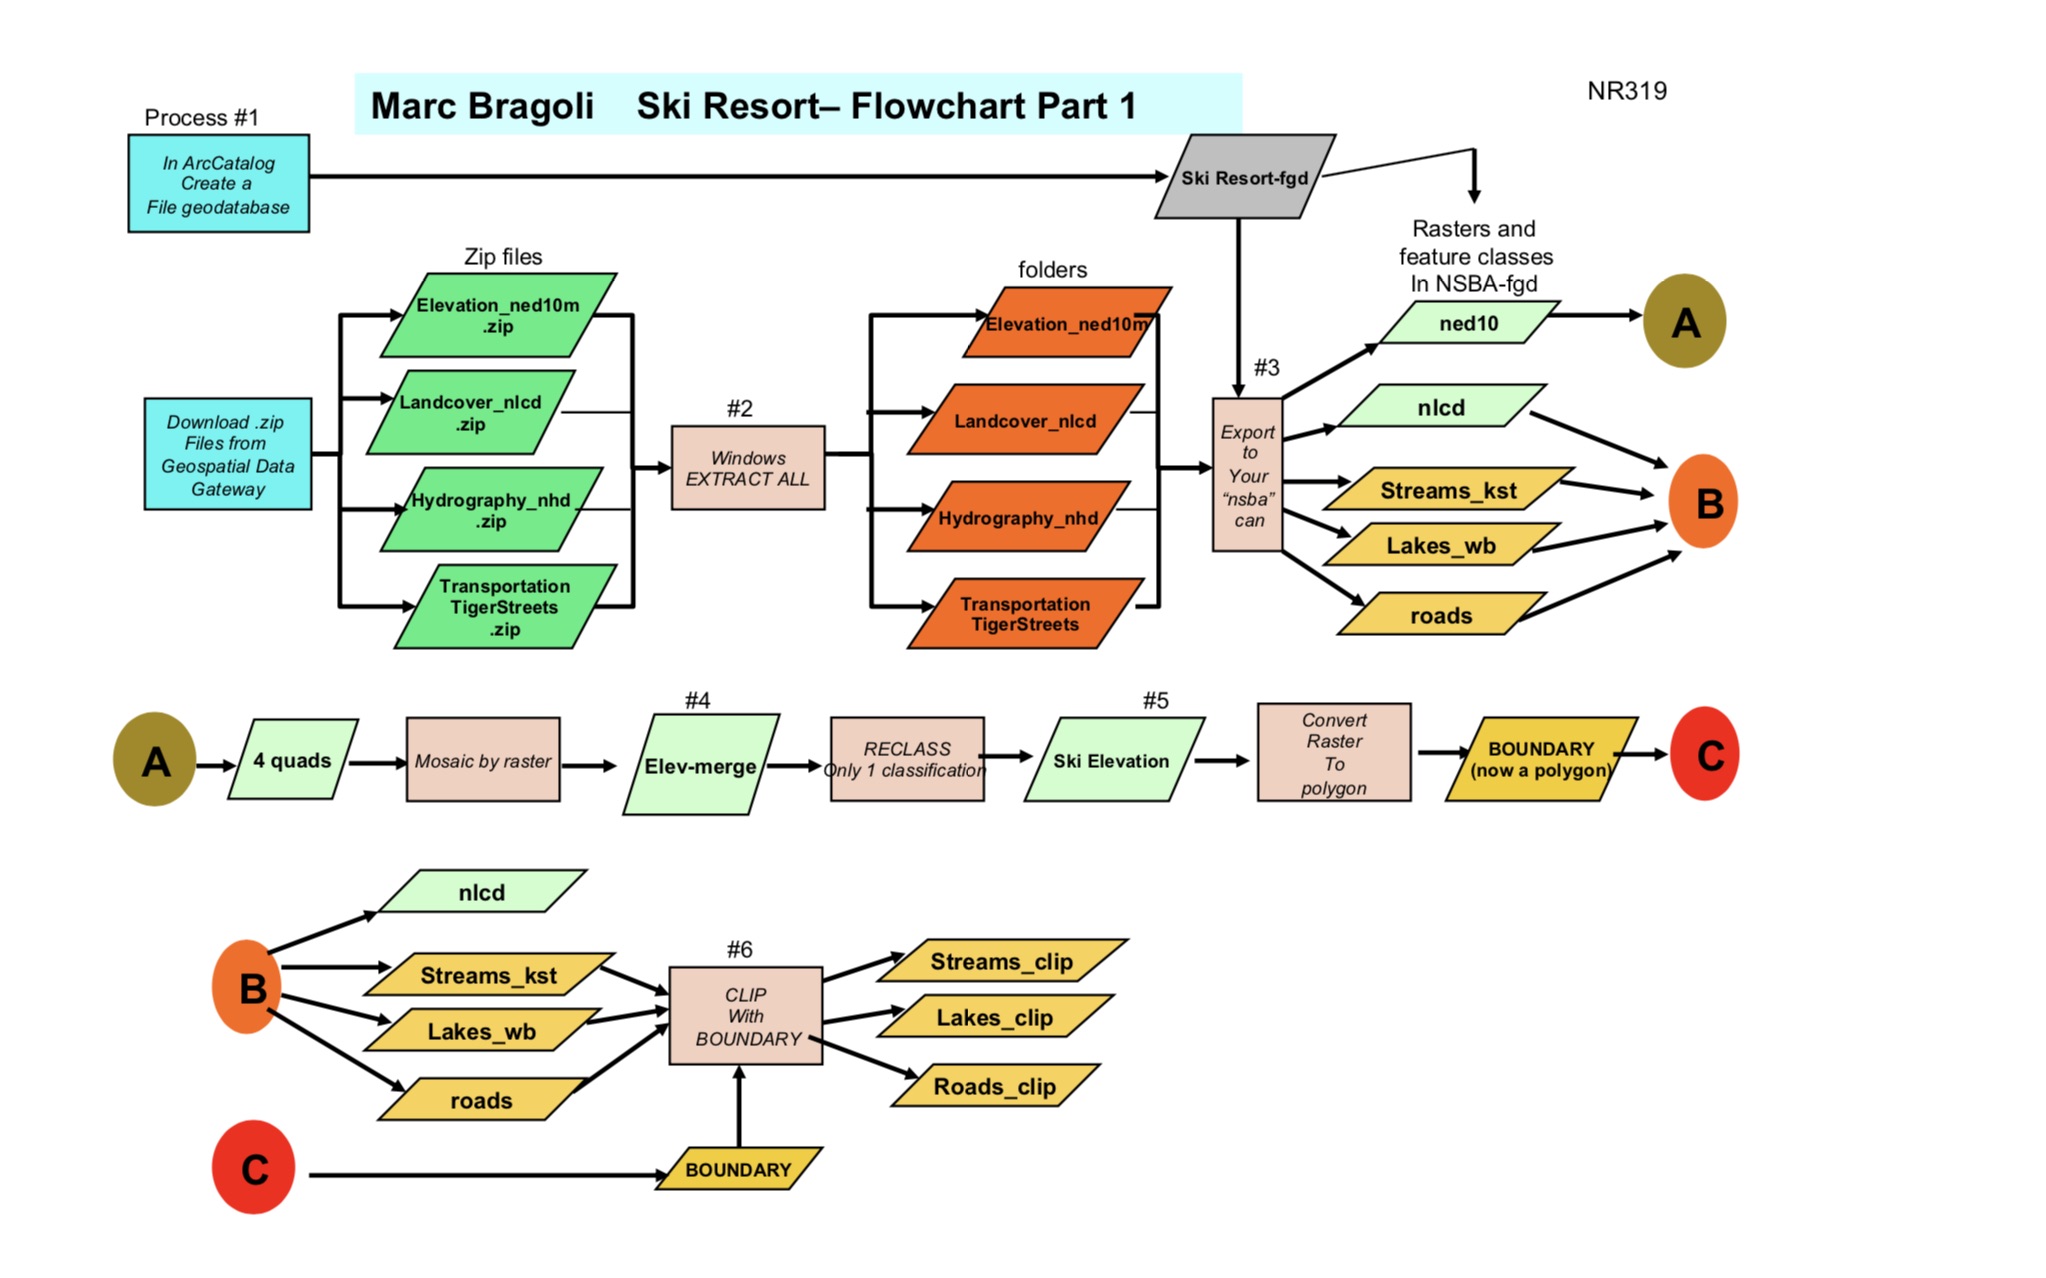 Marc Bragoli    Ski Resort– Flowchart Part 1
NR319
Process #1
In ArcCatalog
Create a
File geodatabase
Ski Resort-fgd
Rasters and
feature classes
In NSBA-fgd
Zip files
folders
Download .zip
Files from
Geospatial Data
Gateway
Elevation_ned10m
.zip
Landcover_nlcd
.zip
Hydrography_nhd
.zip
Transportation
TigerStreets
.zip
#2
Windows
EXTRACT ALL
Elevation_ned10m
Landcover_nlcd
Hydrography_nhd
Transportation
TigerStreets
#3
Export
to
Your
“nsba”
can
ned10
nlcd
Streams_kst
Lakes_wb
roads
A
B
A
4 quads
Mosaic by raster
#4
Elev-merge
RECLASS
Only 1 classification
#5
Ski Elevation
Convert
Raster
To
polygon
BOUNDARY
(now a polygon)
C
B
nlcd
Streams_kst
Lakes_wb
roads
#6
CLIP
With
BOUNDARY
Streams_clip
Lakes_clip
Roads_clip
C
BOUNDARY